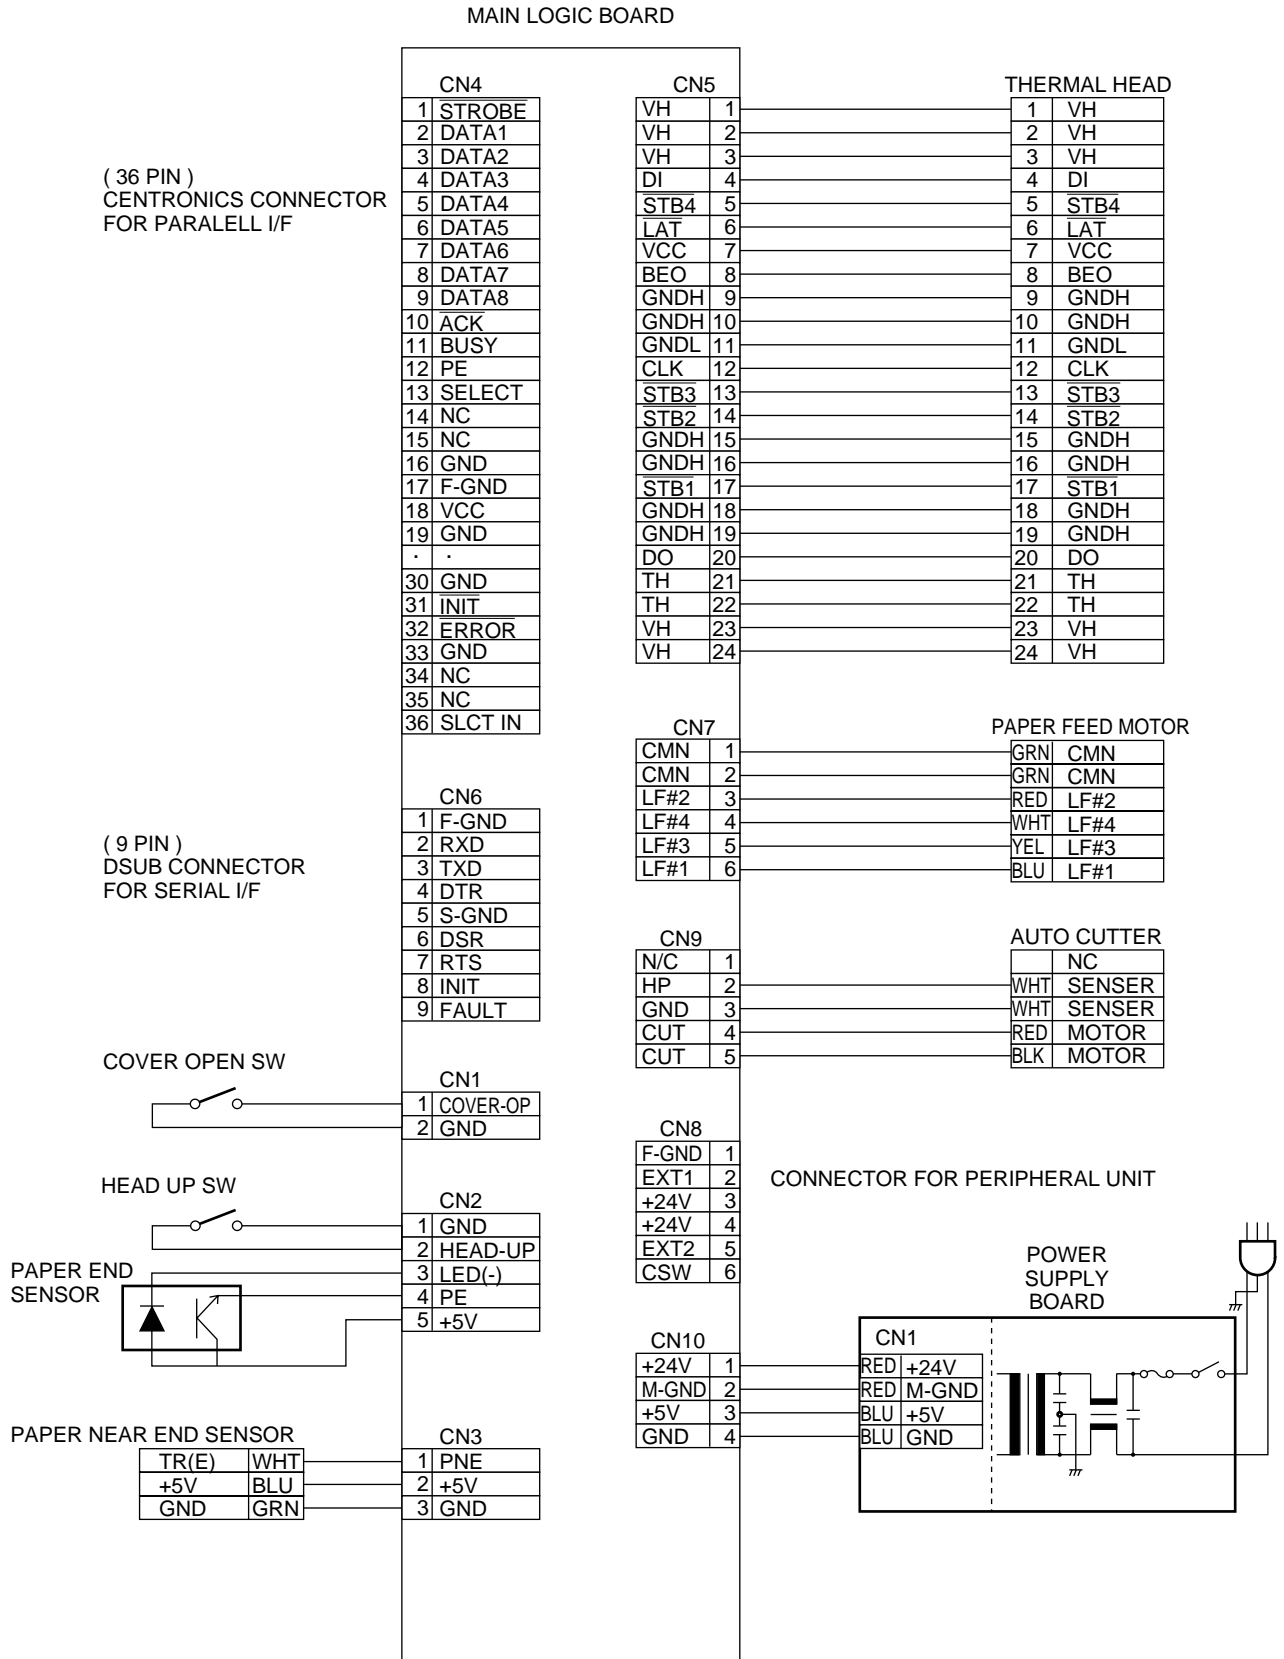 MAIN LOGIC BOARD
( 36 PIN )
CENTRONICS CONNECTOR
FOR PARALELL I/F
CN4
1 STROBE
2 DATA1
3 DATA2
4 DATA3
5 DATA4
6 DATA5
7 DATA6
8 DATA7
9 DATA8
10 ACK
11 BUSY
12 PE
13 SELECT
14 NC
15 NC
16 GND
17 F-GND
18 VCC
19 GND
· ·
30 GND
31 INIT
32 ERROR
33 GND
34 NC
35 NC
36 SLCT IN
( 9 PIN )
DSUB CONNECTOR
FOR SERIAL I/F
CN6
1 F-GND
2 RXD
3 TXD
4 DTR
5 S-GND
6 DSR
7 RTS
8 INIT
9 FAULT
COVER OPEN SW
CN1
1 COVER-OP
2 GND
HEAD UP SW
PAPER END
SENSOR
CN2
1 GND
2 HEAD-UP
3 LED(-)
4 PE
5 +5V
PAPER NEAR END SENSOR
TR(E) WHT
+5V BLU
GND GRN
CN3
1 PNE
2 +5V
3 GND
CN5
VH 1
VH 2
VH 3
DI 4
STB4 5
LAT 6
VCC 7
BEO 8
GNDH 9
GNDH 10
GNDL 11
CLK 12
STB3 13
STB2 14
GNDH 15
GNDH 16
STB1 17
GNDH 18
GNDH 19
DO 20
TH 21
TH 22
VH 23
VH 24
THERMAL HEAD
1 VH
2 VH
3 VH
4 DI
5 STB4
6 LAT
7 VCC
8 BEO
9 GNDH
10 GNDH
11 GNDL
12 CLK
13 STB3
14 STB2
15 GNDH
16 GNDH
17 STB1
18 GNDH
19 GNDH
20 DO
21 TH
22 TH
23 VH
24 VH
CN7
CMN 1
CMN 2
LF#2 3
LF#4 4
LF#3 5
LF#1 6
PAPER FEED MOTOR
GRN CMN
GRN CMN
RED LF#2
WHT LF#4
YEL LF#3
BLU LF#1
CN9
N/C 1
HP 2
GND 3
CUT 4
CUT 5
AUTO CUTTER
NC
WHT SENSER
WHT SENSER
RED MOTOR
BLK MOTOR
CN8
F-GND 1
EXT1 2
+24V 3
+24V 4
EXT2 5
CSW 6
CONNECTOR FOR PERIPHERAL UNIT
CN10
+24V 1
M-GND 2
+5V 3
GND 4
POWER
SUPPLY
BOARD
CN1
RED +24V
RED M-GND
BLU +5V
BLU GND